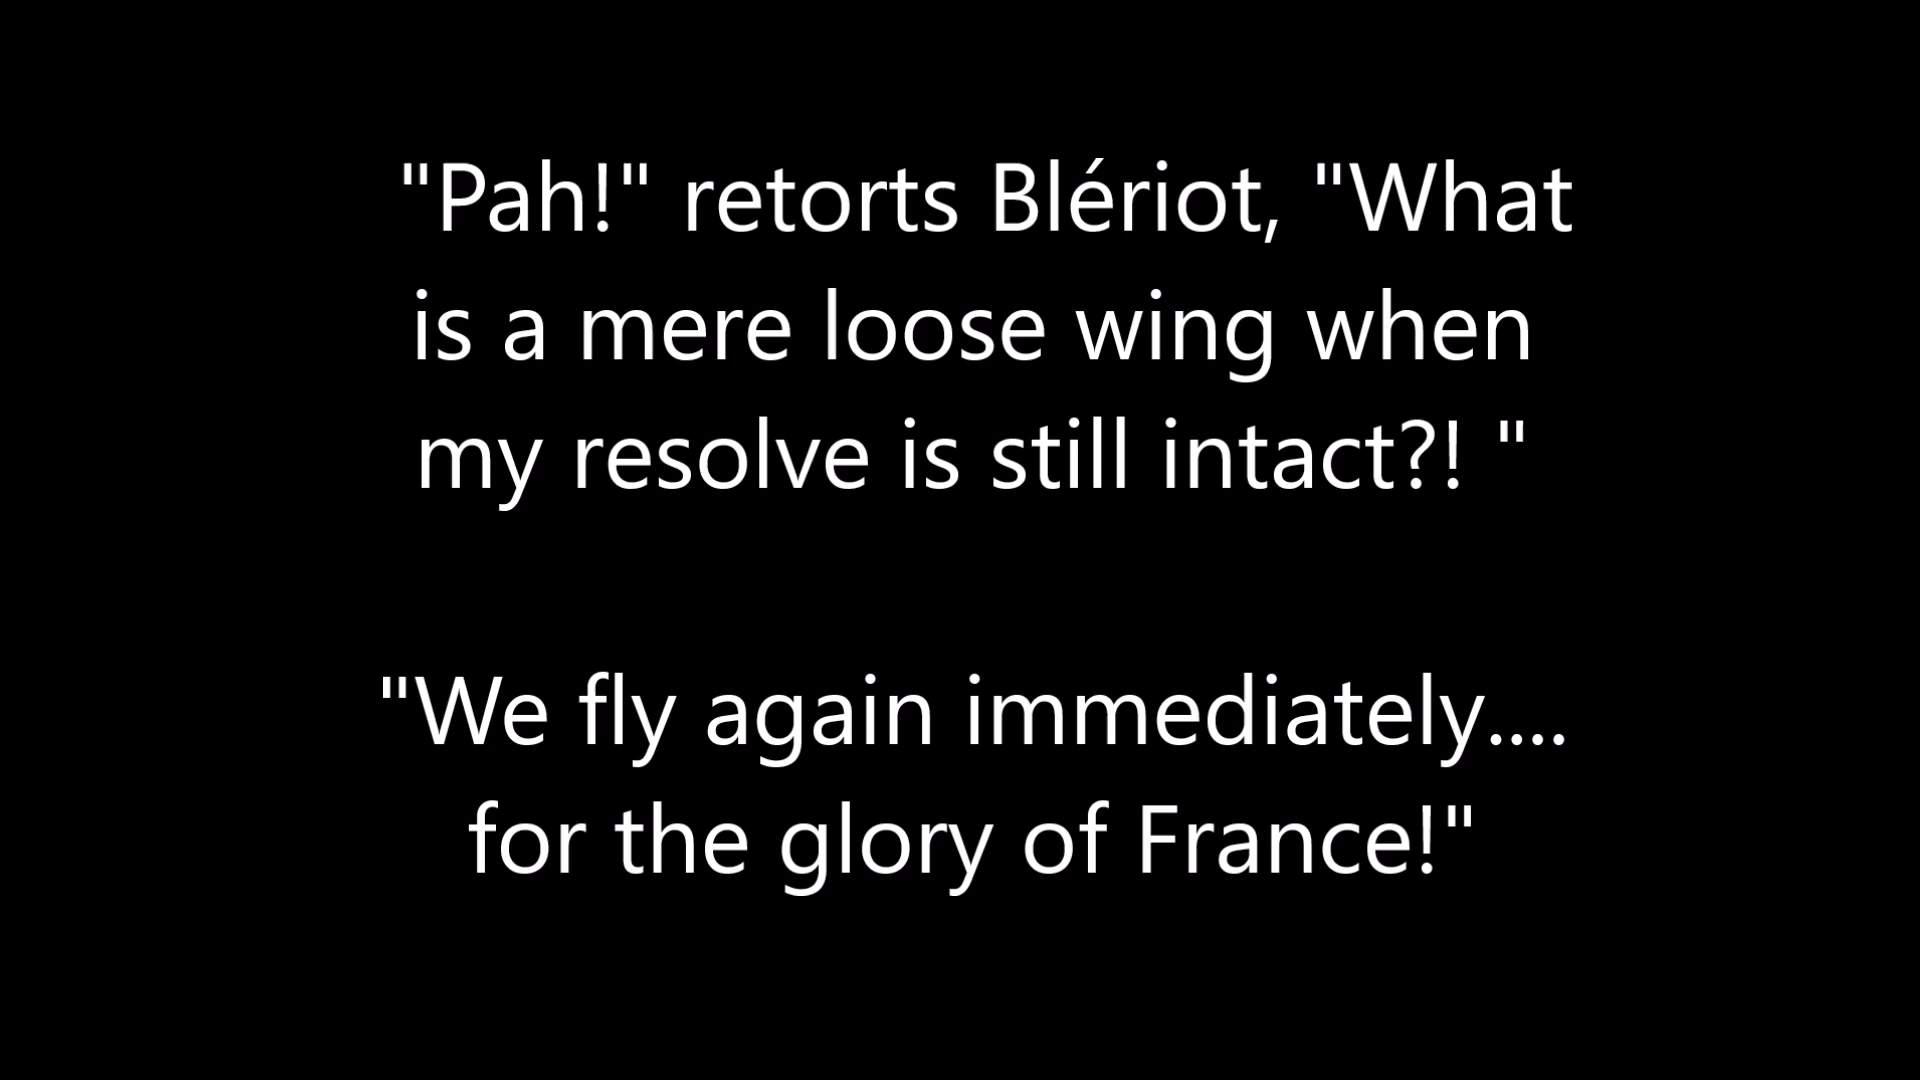 "Pah!" retorts Blériot, "What
is a mere loose wing when
my resolve is still intact?! "
"We fly again immediately....
for the glory of France!"